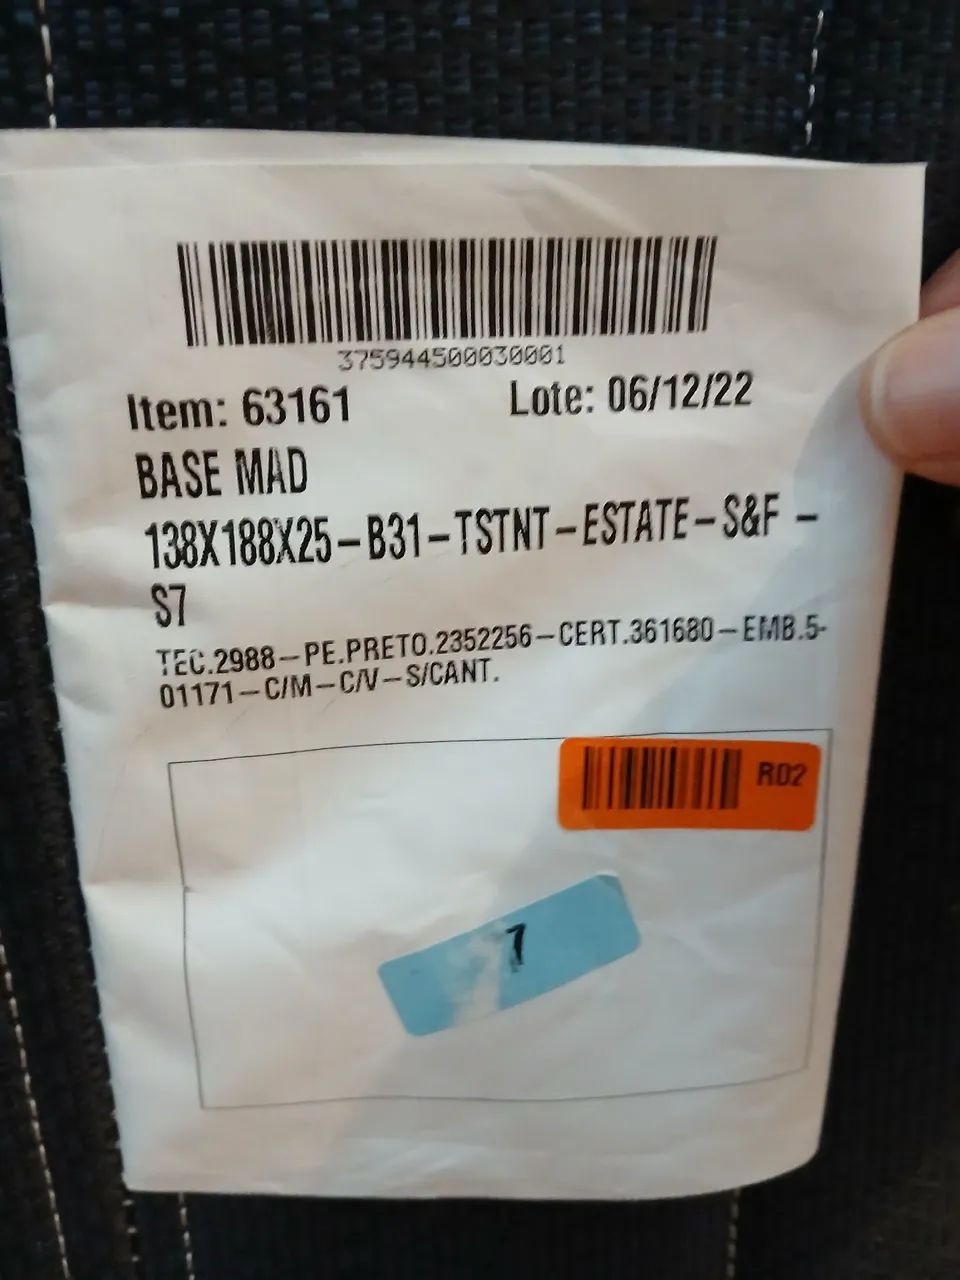 375944500030001
Item: 63161 Lote: 06/12/22
BASE MAD
138X188X25-B31-TSTNT-ESTATE-S&F -
S7
TEC.2988-PE.PRETO.2352256-CERT.361680-EMB.5-
01171-C/M-C/V-S/CANT.
R02
7